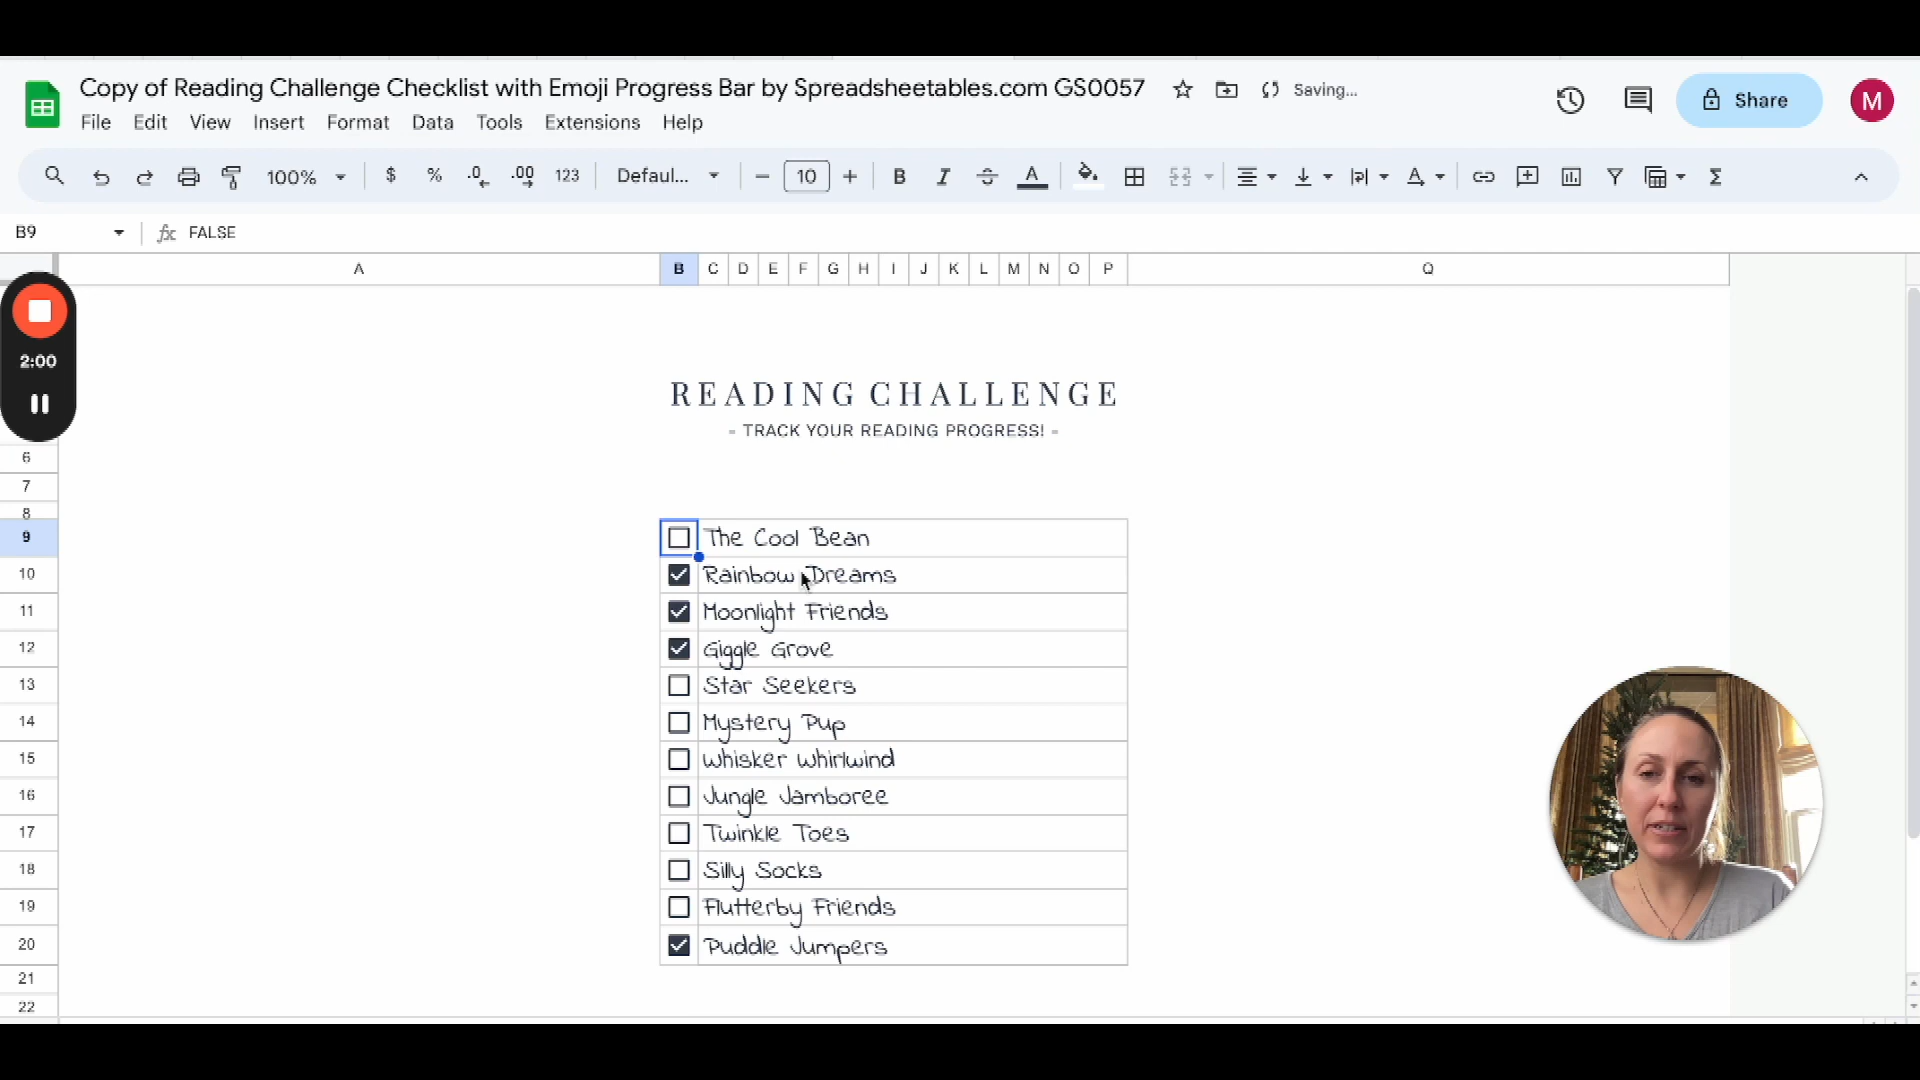 Copy of Reading Challenge Checklist with Emoji Progress Bar by Spreadsheetables.com GS0057
Saving...
Share
M
File Edit View Insert Format Data Tools Extensions Help
100% $ % .0 .00 123 Defaul... 10 B I S A
B9 fx FALSE
A B C D E F G H I J K L M N O P Q
2:00
READING CHALLENGE
- TRACK YOUR READING PROGRESS! -
6
7
8
9 The Cool Bean
10 Rainbow Dreams
11 Moonlight Friends
12 Giggle Grove
13 Star Seekers
14 Mystery Pup
15 Whisker Whirlwind
16 Jungle Jamboree
17 Twinkle Toes
18 Silly Socks
19 Flutterby Friends
20 Puddle Jumpers
21
22